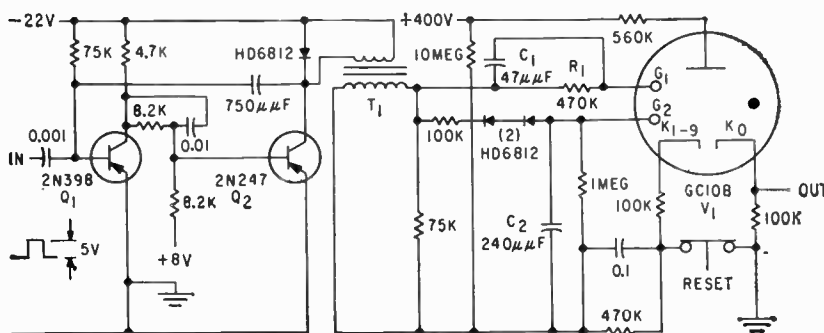 -22V
+400V
75K
4.7K
HD6812
10MEG
560K
C1
47μμF
R1
470K
G1
G2
750μμF
T1
8.2K
0.01
0.001
IN
100K
(2)
HD6812
K1-9
K0
2N398
Q1
2N247
Q2
GC10B
V1
OUT
8.2K
75K
1MEG
100K
100K
C2
240μμF
5V
+8V
0.1
RESET
470K